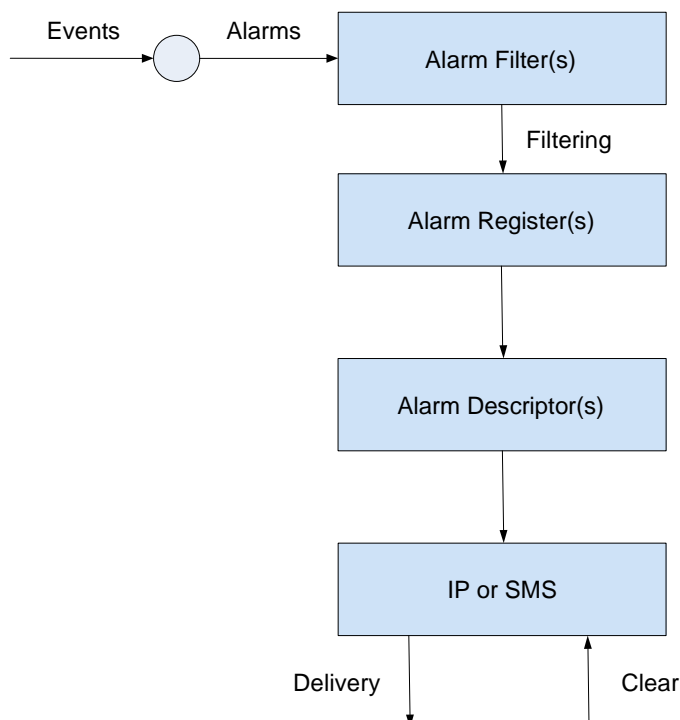 Events
Alarms
Alarm Filter(s)
Filtering
Alarm Register(s)
Alarm Descriptor(s)
IP or SMS
Delivery
Clear